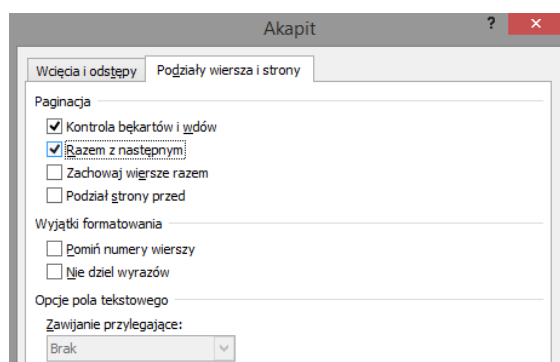 Akapit ?
Wcięcia i odstępy Podziały wiersza i strony
Paginacja
Kontrola bękartów i wdów
Razem z następnym
Zachowaj wiersze razem
Podział strony przed
Wyjątki formatowania
Pomiń numery wierszy
Nie dziel wyrazów
Opcje pola tekstowego
Zawijanie przylegające:
Brak